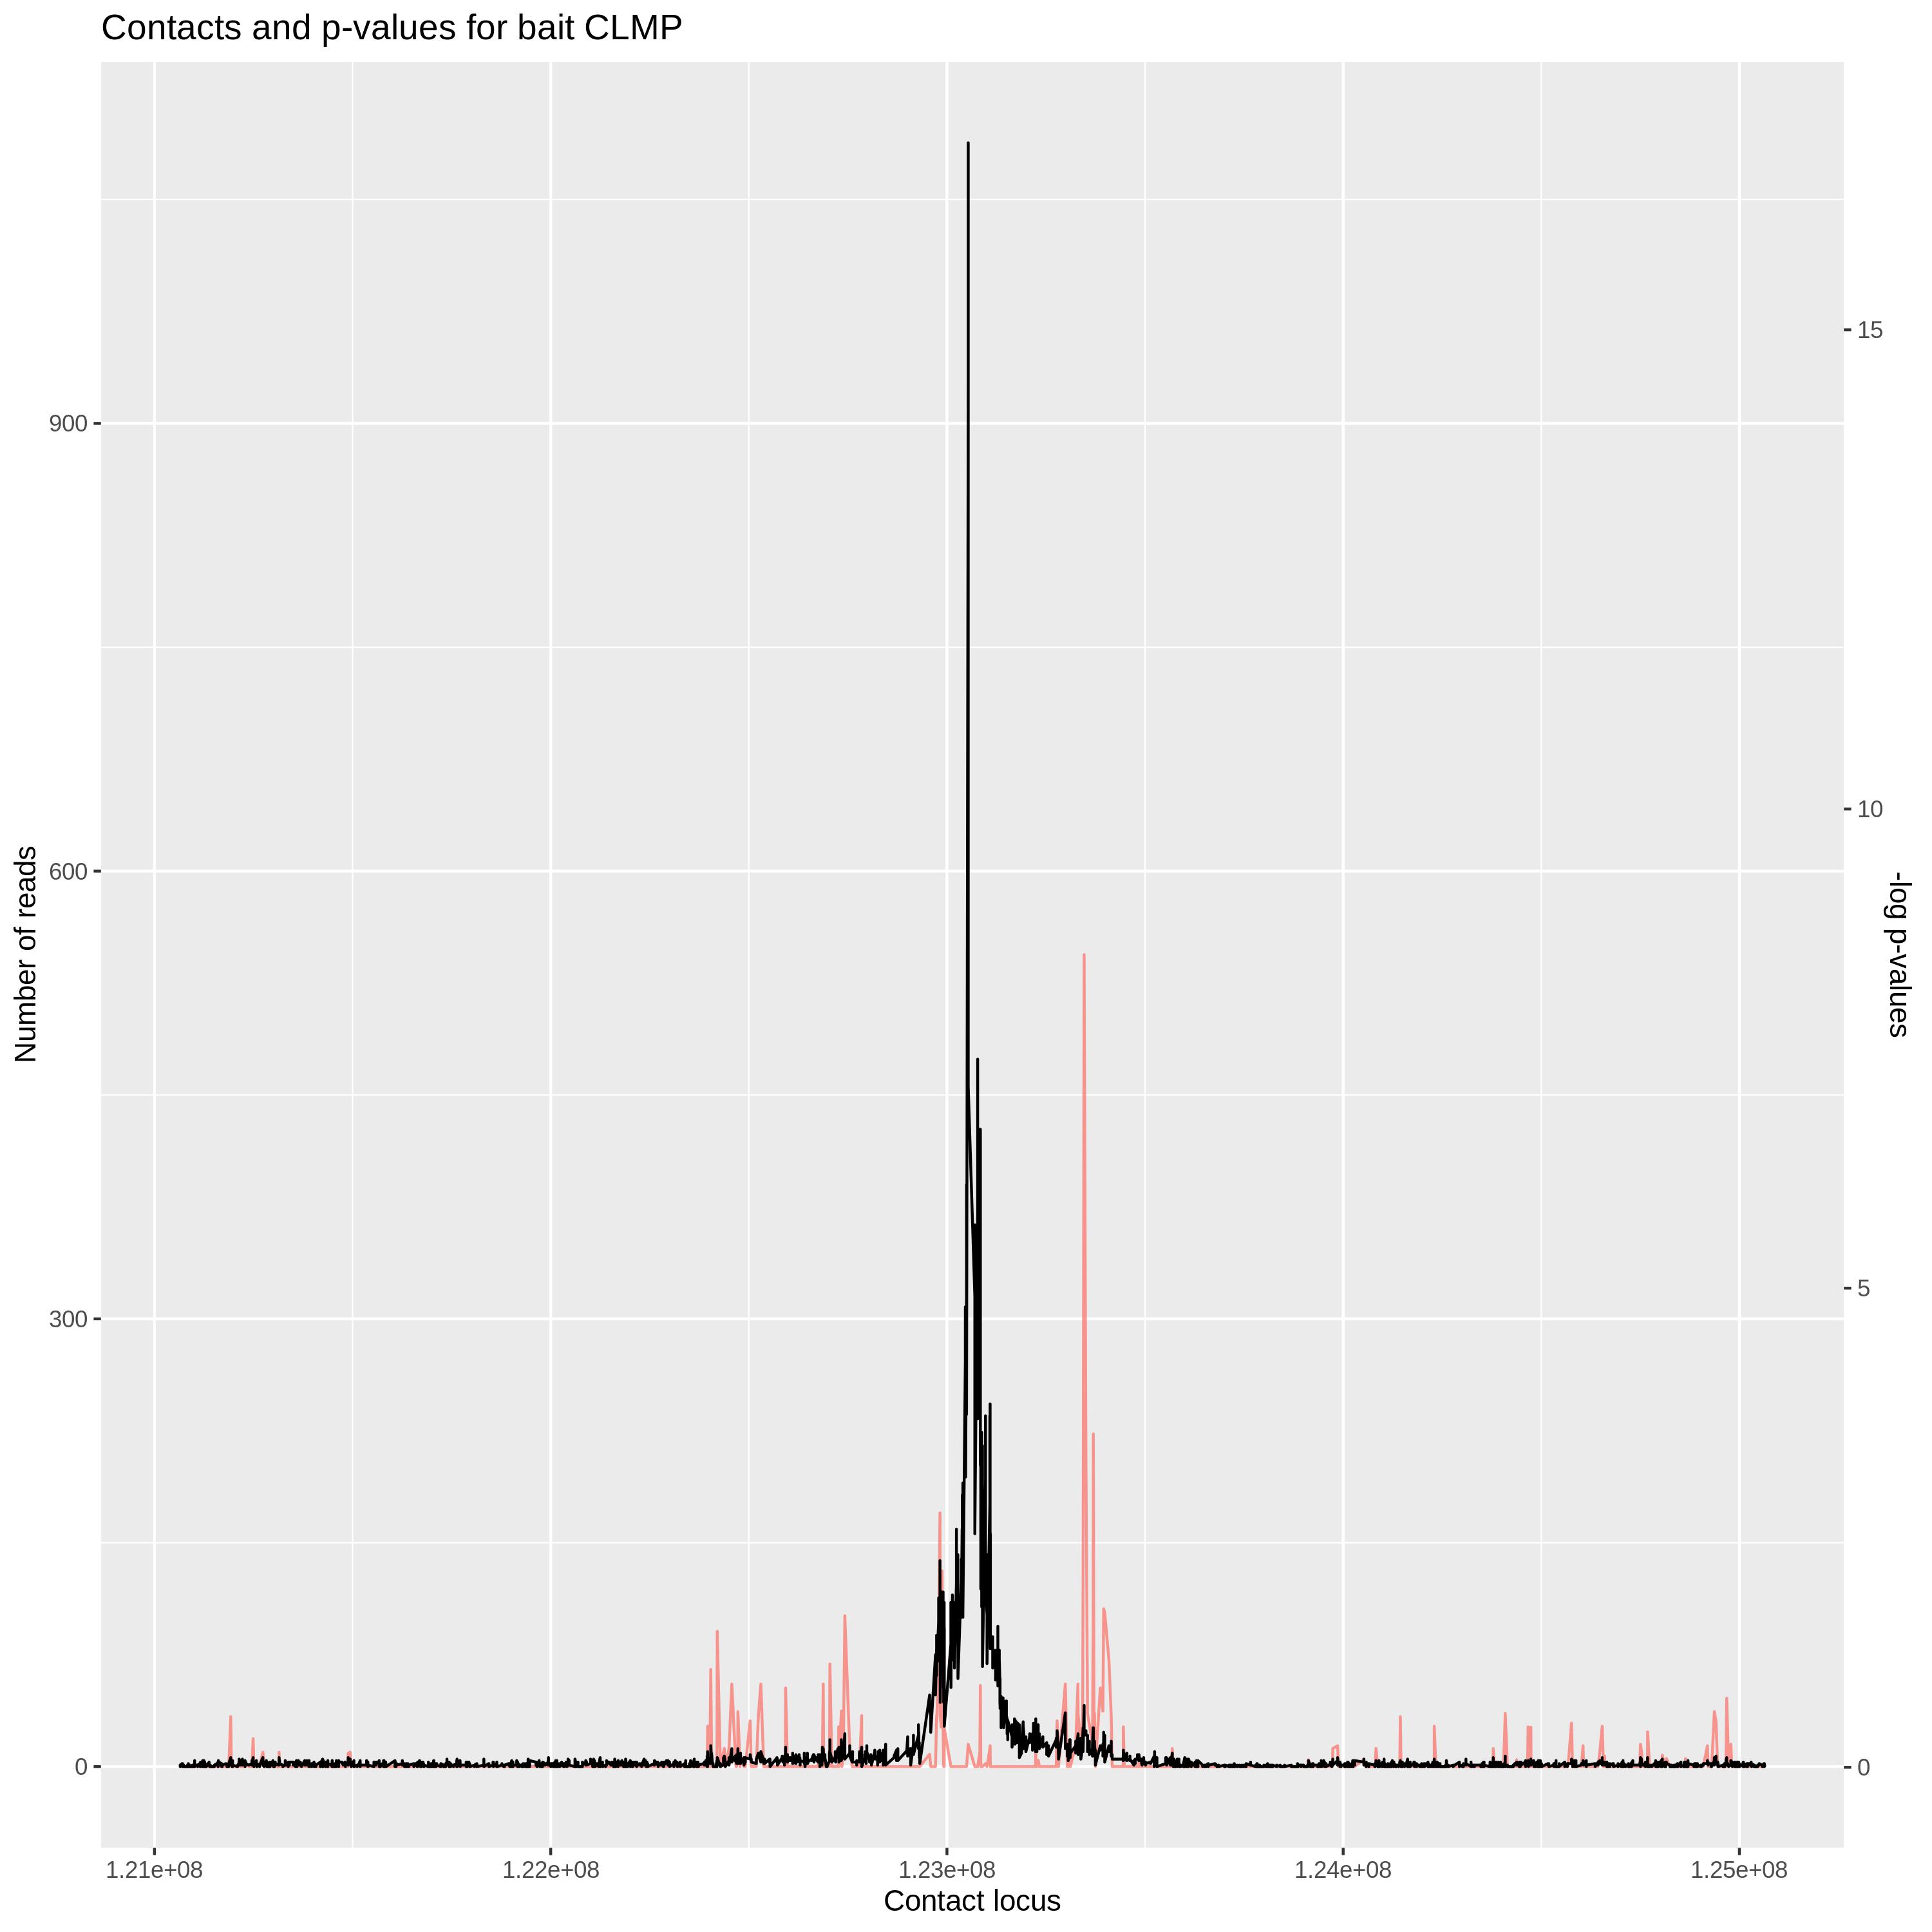 Contacts and p-values for bait CLMP
Number of reads
900
600
300
0
15
10
5
0
-log p-values
1.21e+08
1.22e+08
1.23e+08
1.24e+08
1.25e+08
Contact locus